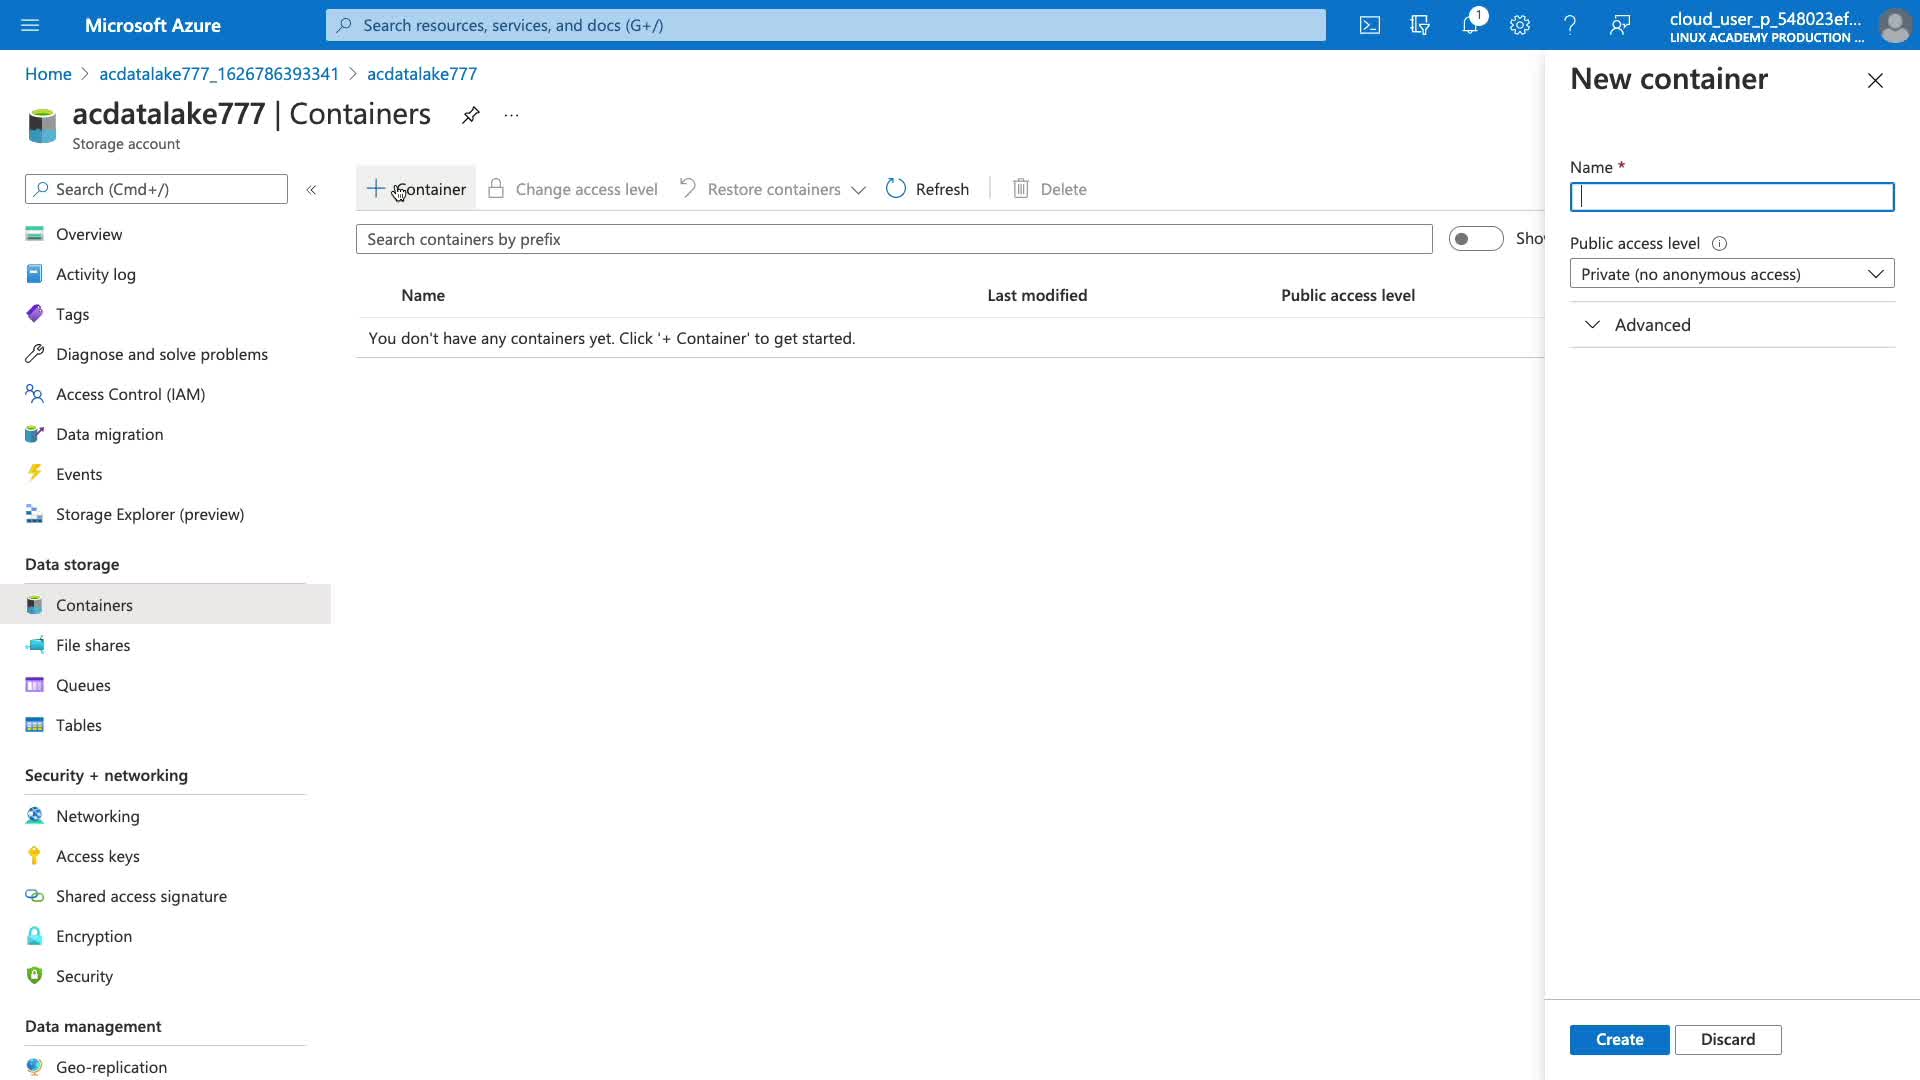 Microsoft Azure
Search resources, services, and docs (G+/)
1
cloud_user_p_548023ef...
LINUX ACADEMY PRODUCTION ...
Home > acdatalake777_1626786393341 > acdatalake777
acdatalake777 | Containers
...
Storage account
Search (Cmd+/)
«
Overview
Activity log
Tags
Diagnose and solve problems
Access Control (IAM)
Data migration
Events
Storage Explorer (preview)
Data storage
Containers
File shares
Queues
Tables
Security + networking
Networking
Access keys
Shared access signature
Encryption
Security
Data management
Geo-replication
Container
Change access level
Restore containers
Refresh
Delete
Search containers by prefix
Name
Last modified
Public access level
You don't have any containers yet. Click '+ Container' to get started.
New container
Name *
Public access level
Private (no anonymous access)
Advanced
Create
Discard